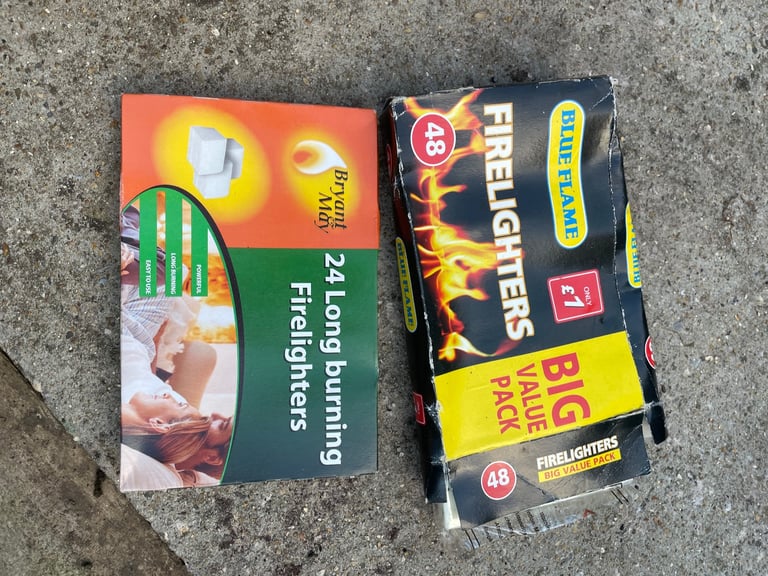 Bryant
& May
24 Long burning
Firelighters
POWERFUL
LONG BURNING
EASY TO USE
BLUE FLAME
48
FIRELIGHTERS
ONLY
£1
BIG
VALUE
PACK
FIRELIGHTERS
BIG VALUE PACK
48
BLUE FLAME